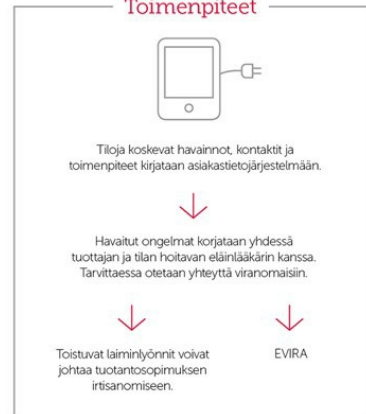 Toimenpiteet
Tiloja koskevat havainnot, kontaktit ja
toimenpiteet kirjataan asiakastietojärjestelmään.
Havaitut ongelmat korjataan yhdessä
tuottajan ja tilan hoitavan eläinlääkärin kanssa.
Tarvittaessa otetaan yhteyttä viranomaisiin.
Toistuvat laiminlyönnit voivat
johtaa tuotantosopimuksen
irtisanomiseen.
EVIRA